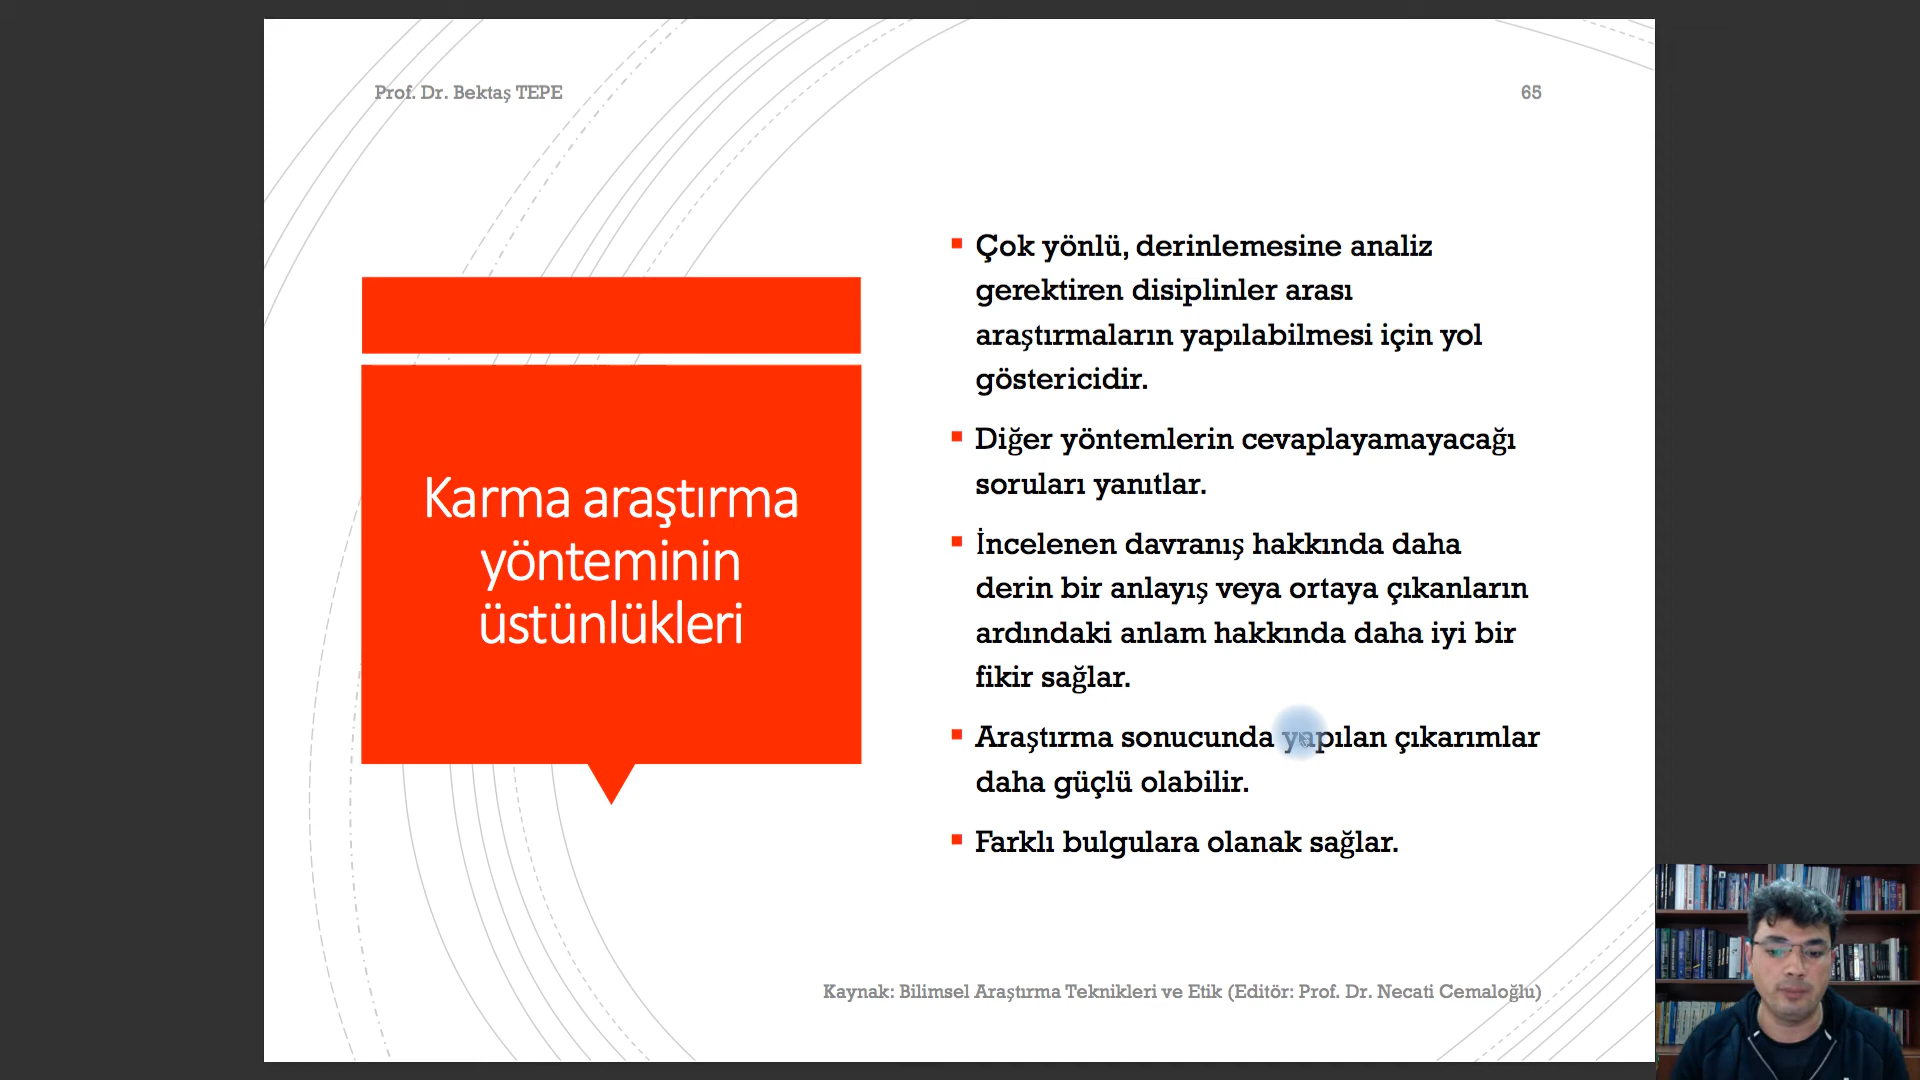 Prof. Dr. Bektaş TEPE
65
Karma araştırma
yönteminin
üstünlükleri
Çok yönlü, derinlemesine analiz
gerektiren disiplinler arası
araştırmaların yapılabilmesi için yol
göstericidir.
Diğer yöntemlerin cevaplayamayacağı
soruları yanıtlar.
İncelenen davranış hakkında daha
derin bir anlayış veya ortaya çıkanların
ardındaki anlam hakkında daha iyi bir
fikir sağlar.
Araştırma sonucunda yapılan çıkarımlar
daha güçlü olabilir.
Farklı bulgulara olanak sağlar.
Kaynak: Bilimsel Araştırma Teknikleri ve Etik (Editör: Prof. Dr. Necati Cemaloğlu)